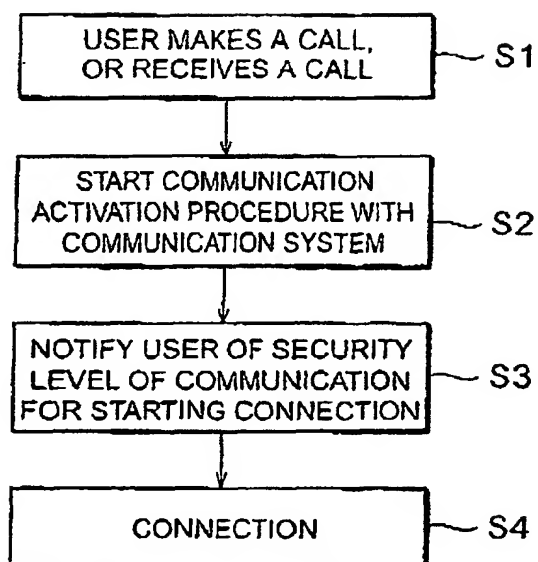 USER MAKES A CALL,
OR RECEIVES A CALL
S1
START COMMUNICATION
ACTIVATION PROCEDURE WITH
COMMUNICATION SYSTEM
S2
NOTIFY USER OF SECURITY
LEVEL OF COMMUNICATION
FOR STARTING CONNECTION
S3
CONNECTION
S4